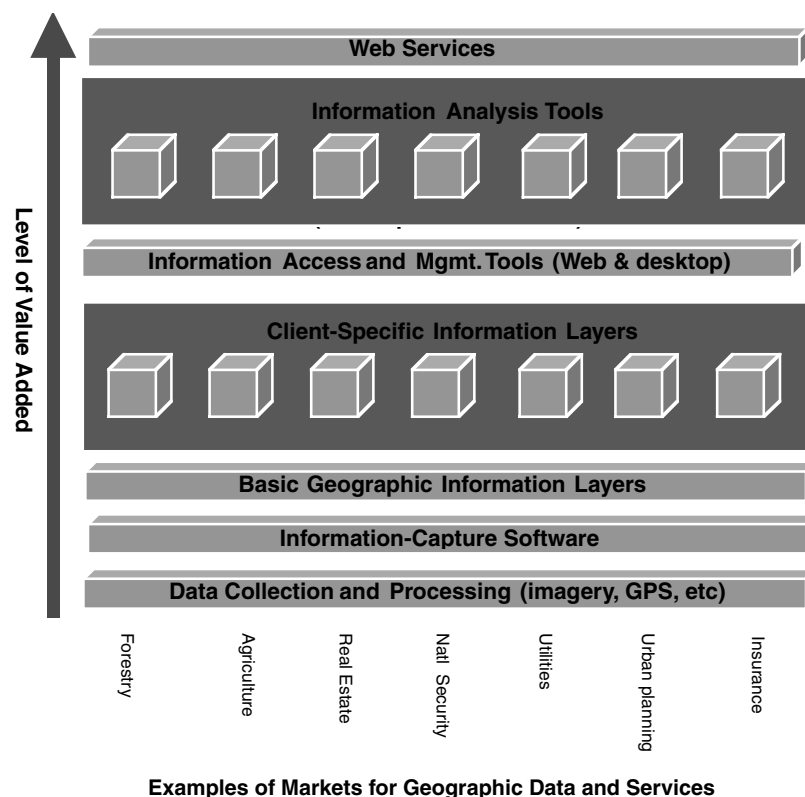 Web Services
Information Analysis Tools
Information Access and Mgmt. Tools (Web & desktop)
Client-Specific Information Layers
Basic Geographic Information Layers
Information-Capture Software
Data Collection and Processing (imagery, GPS, etc)
Level of Value Added
Forestry
Agriculture
Real Estate
Natl Security
Utilities
Urban planning
Insurance
Examples of Markets for Geographic Data and Services